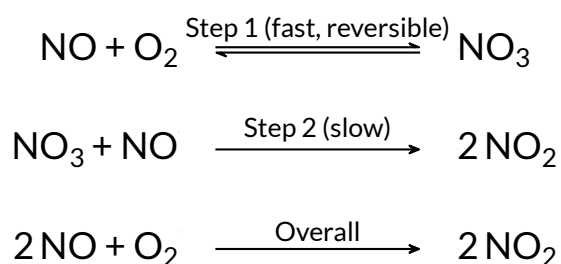 NO + O₂ Step 1 (fast, reversible) NO₃
NO₃ + NO Step 2 (slow) 2 NO₂
2 NO + O₂ Overall 2 NO₂